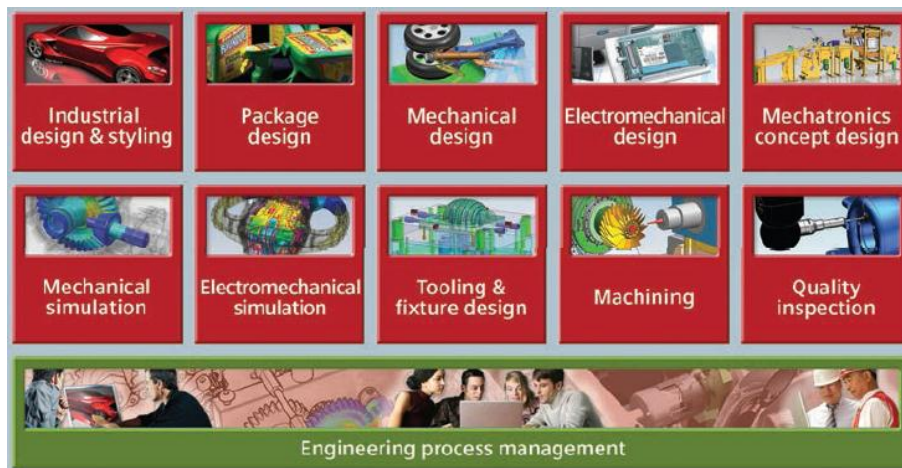 Industrial
design & styling
Package
design
Mechanical
design
Electromechanical
design
Mechatronics
concept design
Mechanical
simulation
Electromechanical
simulation
Tooling &
fixture design
Machining
Quality
inspection
Engineering process management